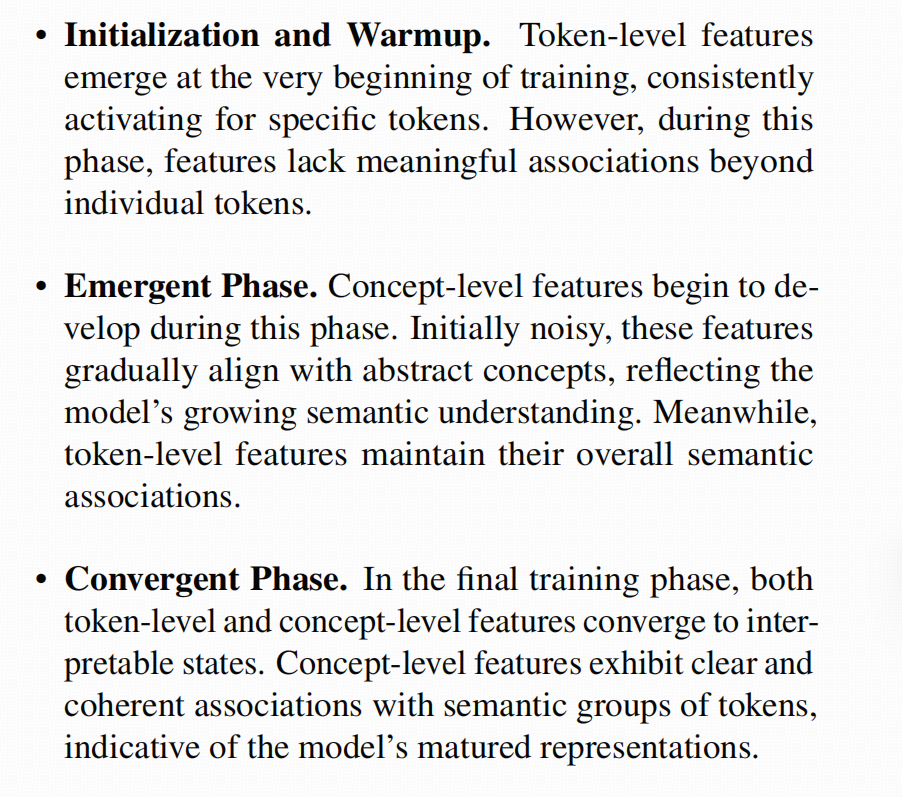 • Initialization and Warmup. Token-level features
emerge at the very beginning of training, consistently
activating for specific tokens. However, during this
phase, features lack meaningful associations beyond
individual tokens.
• Emergent Phase. Concept-level features begin to de-
velop during this phase. Initially noisy, these features
gradually align with abstract concepts, reflecting the
model’s growing semantic understanding. Meanwhile,
token-level features maintain their overall semantic
associations.
• Convergent Phase. In the final training phase, both
token-level and concept-level features converge to inter-
pretable states. Concept-level features exhibit clear and
coherent associations with semantic groups of tokens,
indicative of the model’s matured representations.